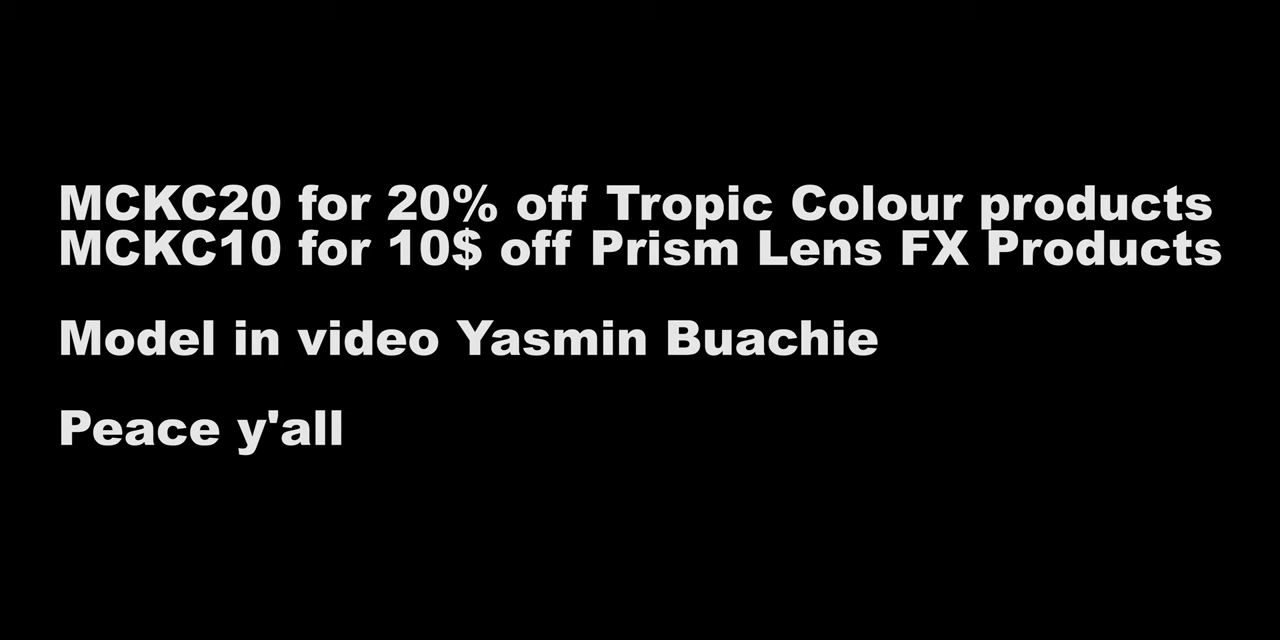 MCKC20 for 20% off Tropic Colour products
MCKC10 for 10$ off Prism Lens FX Products
Model in video Yasmin Buachie
Peace y'all